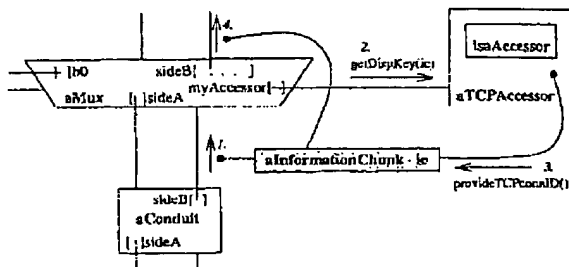 4.
2.
getDispKey(ic)
IsaAccessor
aTCPAccessor
[]b0
sideB[ . . . ]
myAccessor[ ]
aMux
[ ]sideA
1.
aInformationChunk - ic
3.
provideTCPconnID()
sideB[ ]
aConduit
[ ]sideA